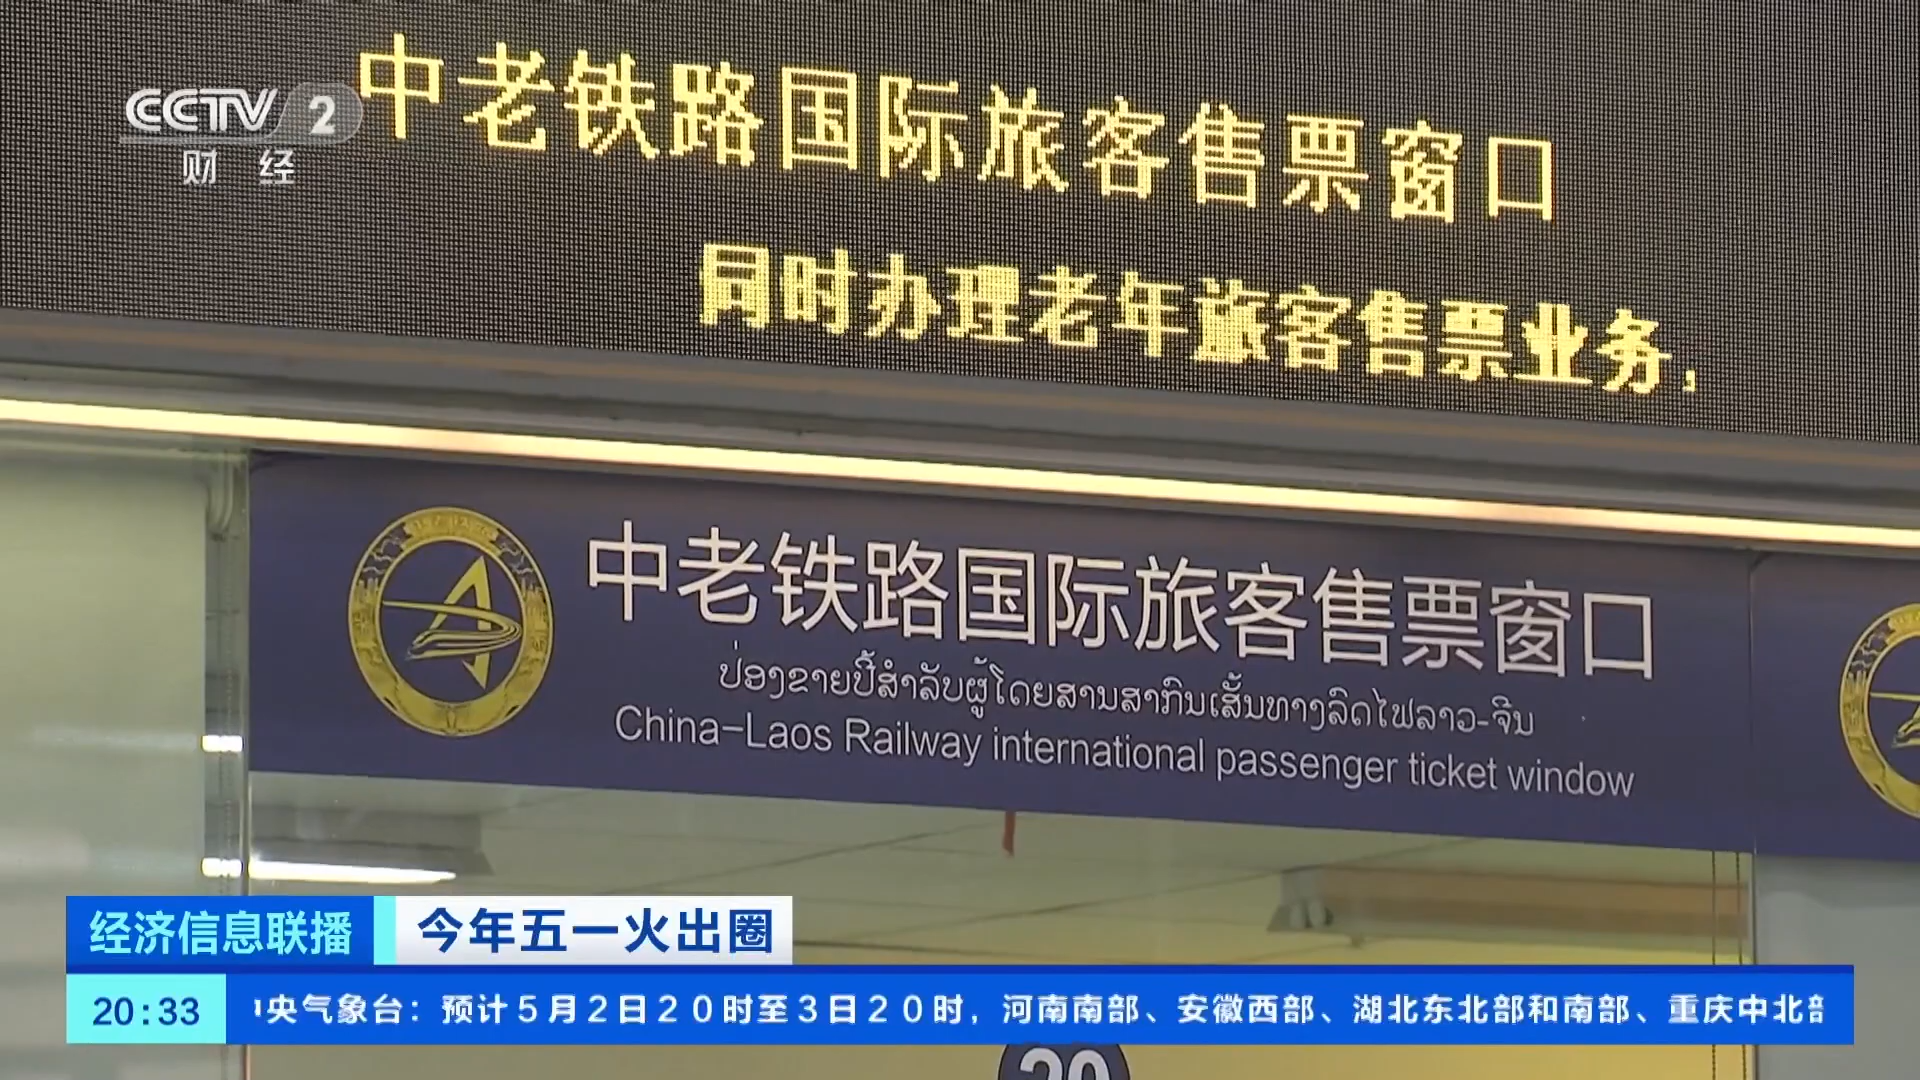 中老铁路国际旅客售票窗口
CCTV 2
财经
同时办理老年旅客售票业务;
中老铁路国际旅客售票窗口
ປ່ອງຂາຍປີ້ສຳລັບຜູ້ໂດຍສານສາກົນເສັ້ນທາງລົດໄຟລາວ-ຈີນ
China-Laos Railway international passenger ticket window
经济信息联播
今年五一火出圈
20:33
央气象台：预计5月2日20时至3日20时，河南南部、安徽西部、湖北东北部和南部、重庆中北部
20